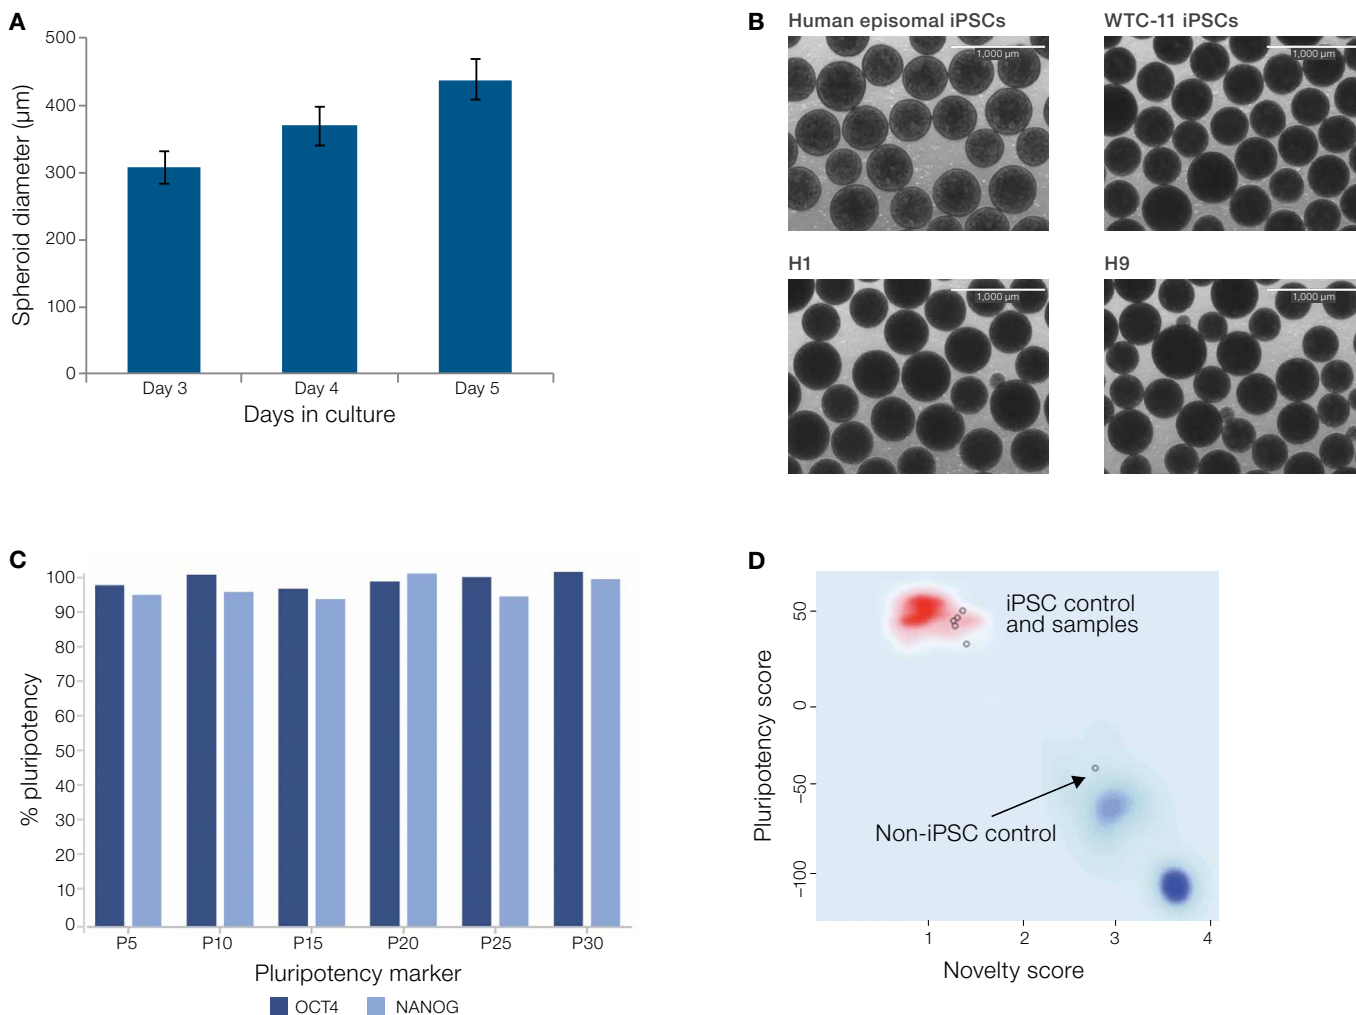 A
500
400
300
200
100
0
Spheroid diameter (µm)
Day 3
Day 4
Day 5
Days in culture
B
Human episomal iPSCs
1,000 µm
WTC-11 iPSCs
1,000 µm
H1
1,000 µm
H9
1,000 µm
C
100
90
80
70
60
50
40
30
20
10
0
% pluripotency
P5
P10
P15
P20
P25
P30
Pluripotency marker
OCT4
NANOG
D
50
0
−50
−100
Pluripotency score
iPSC control
and samples
Non-iPSC control
1
2
3
4
Novelty score